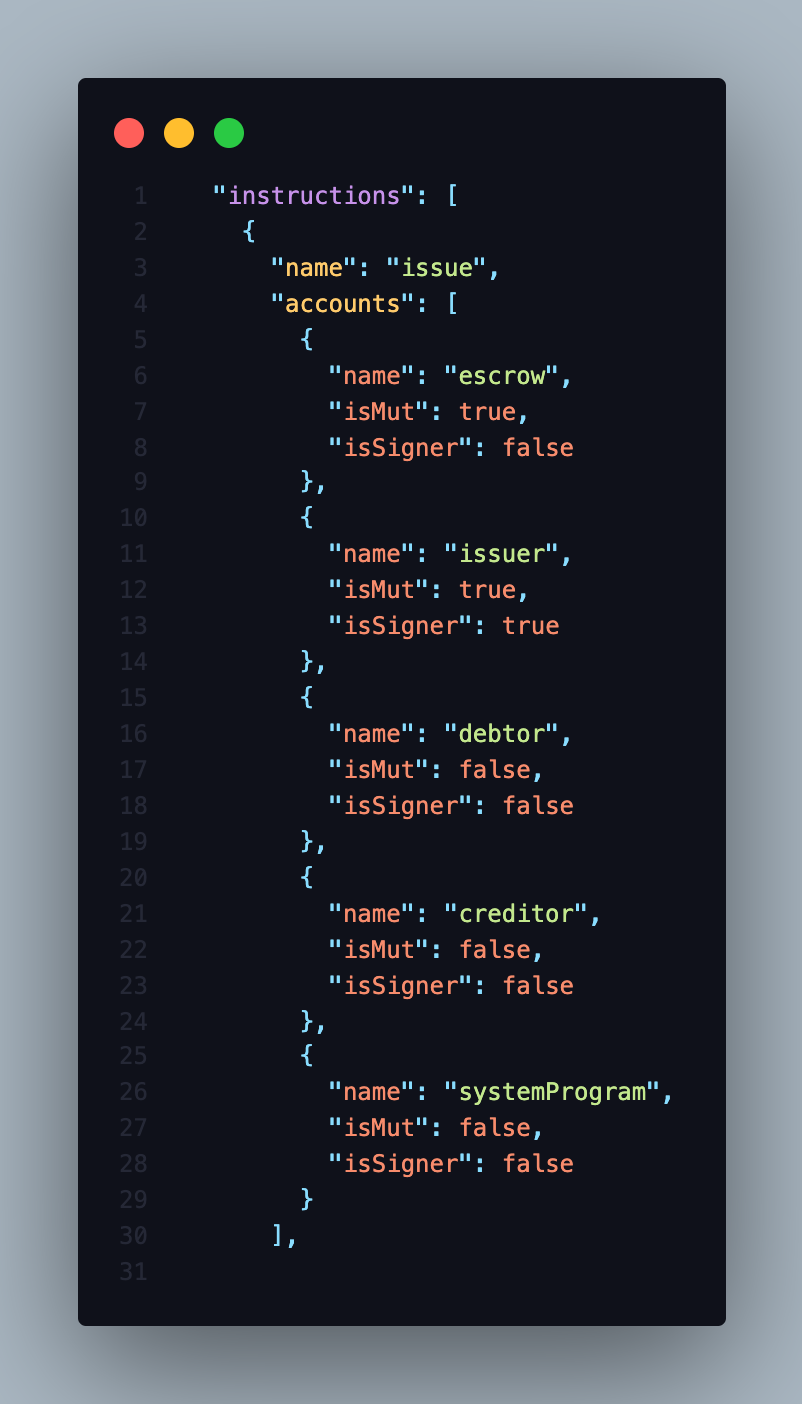 1 "instructions": [
2 {
3 "name": "issue",
4 "accounts": [
5 {
6 "name": "escrow",
7 "isMut": true,
8 "isSigner": false
9 },
10 {
11 "name": "issuer",
12 "isMut": true,
13 "isSigner": true
14 },
15 {
16 "name": "debtor",
17 "isMut": false,
18 "isSigner": false
19 },
20 {
21 "name": "creditor",
22 "isMut": false,
23 "isSigner": false
24 },
25 {
26 "name": "systemProgram",
27 "isMut": false,
28 "isSigner": false
29 }
30 ],
31